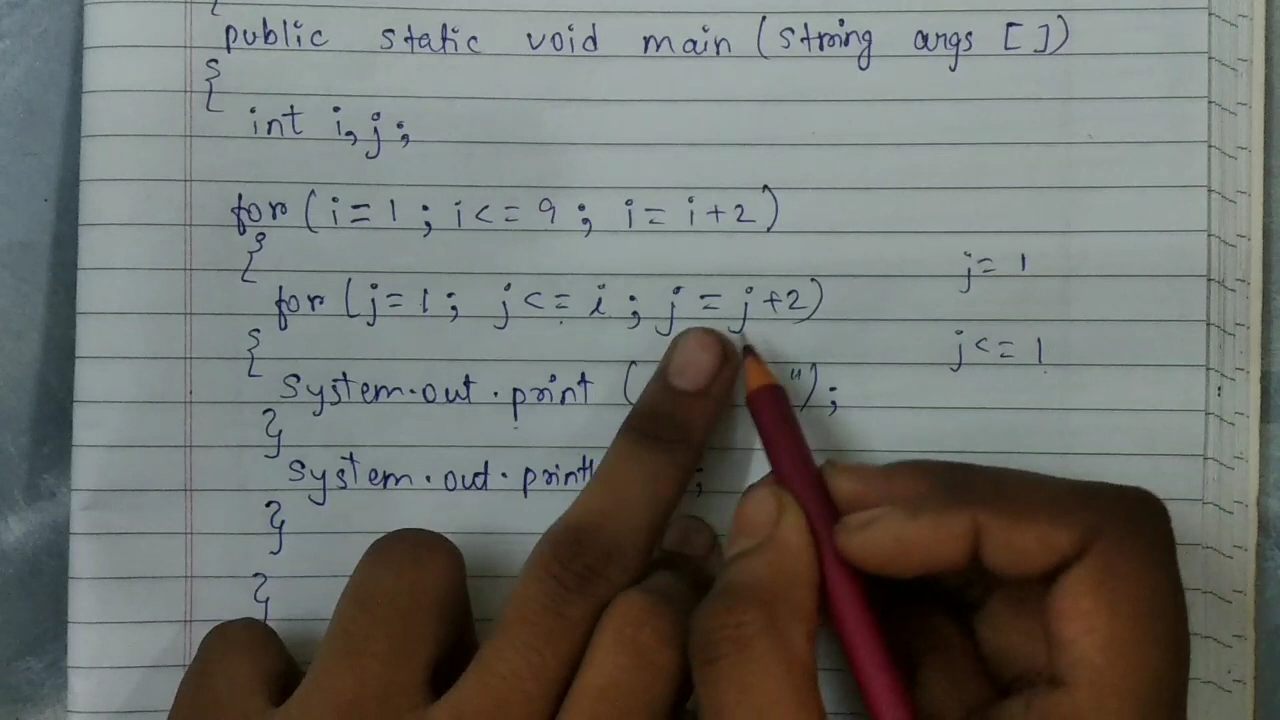 {
public static void main (string args [])
{
int i,j;
for (i=1 ; i<=9 ; i=i+2)
{
j=1
for (j=1; j<=i ; j=j+2)
{
j<=1
system.out.print ( ");
}
system.out.println ;
}
}